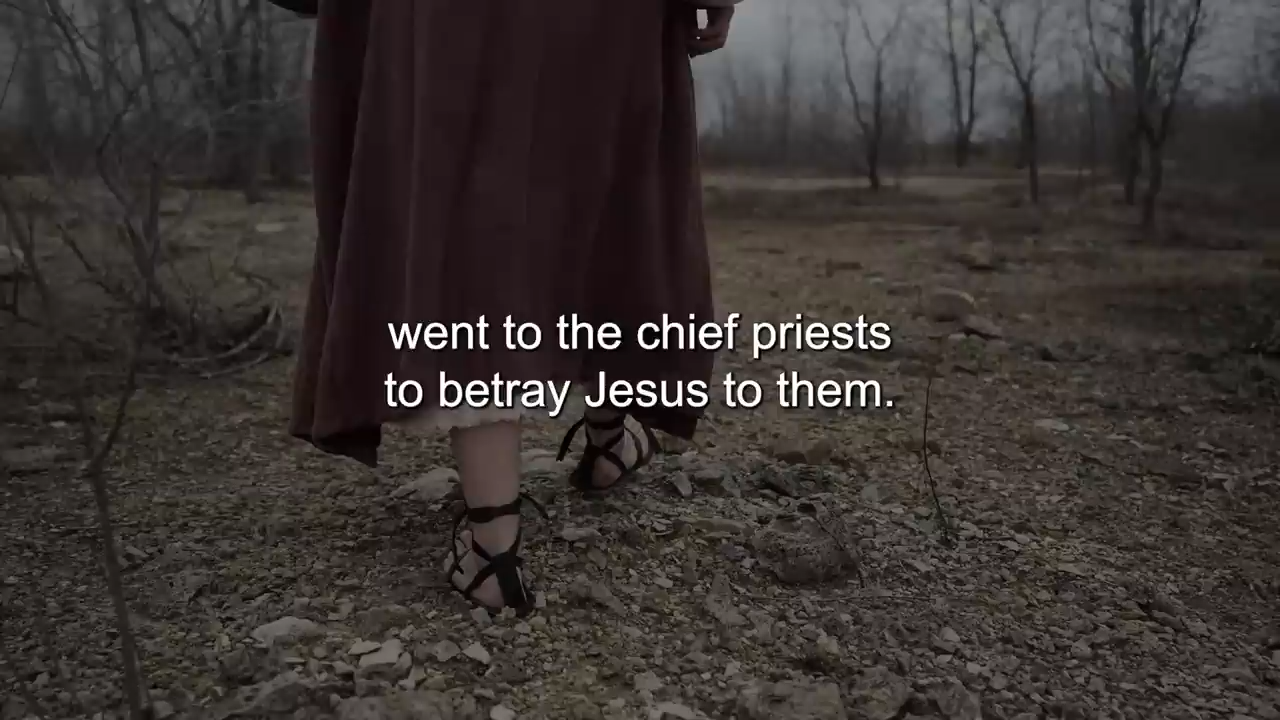 went to the chief priests
to betray Jesus to them.